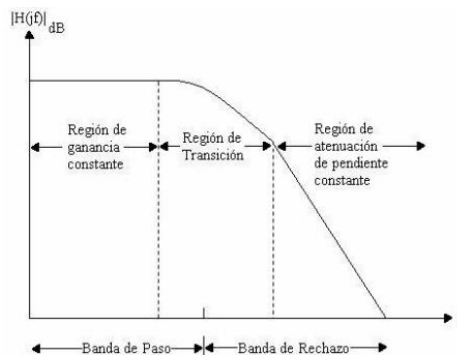 |H(jf)|
dB
Región de
ganancia
constante
Región de
Transición
Región de
atenuación
de pendiente
constante
Banda de Paso
Banda de Rechazo